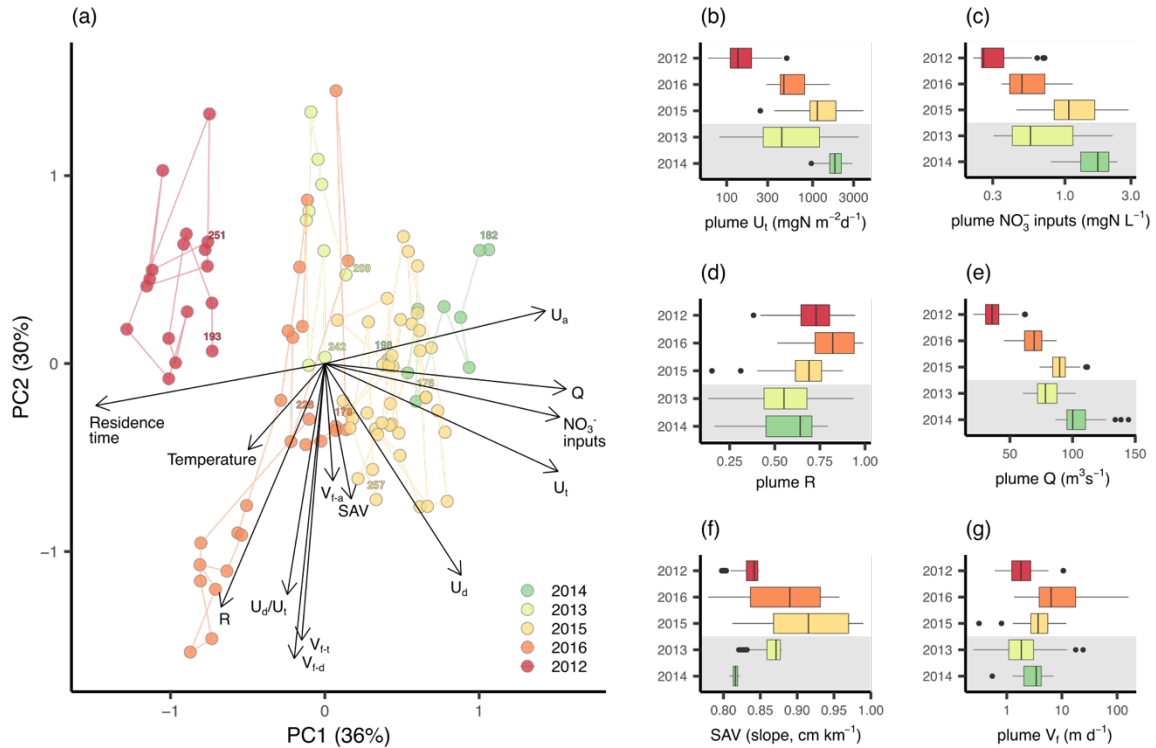 (a)
PC2 (30%)
1
0
−1
−1
0
1
PC1 (36%)
251
193
182
209
242
198
176
228
178
257
U_a
Q
NO₃⁻
inputs
U_t
U_d
SAV
V_f-a
Temperature
Residence
time
R
U_d/U_t
V_f-t
V_f-d
2014
2013
2015
2016
2012
(b)
2012
2016
2015
2013
2014
100 300 1000 3000
plume U_t (mgN m⁻²d⁻¹)
(c)
2012
2016
2015
2013
2014
0.3 1.0 3.0
plume NO₃⁻ inputs (mgN L⁻¹)
(d)
2012
2016
2015
2013
2014
0.25 0.50 0.75 1.00
plume R
(e)
2012
2016
2015
2013
2014
50 100 150
plume Q (m³s⁻¹)
(f)
2012
2016
2015
2013
2014
0.80 0.85 0.90 0.95 1.00
SAV (slope, cm km⁻¹)
(g)
2012
2016
2015
2013
2014
1 10 100
plume V_f (m d⁻¹)